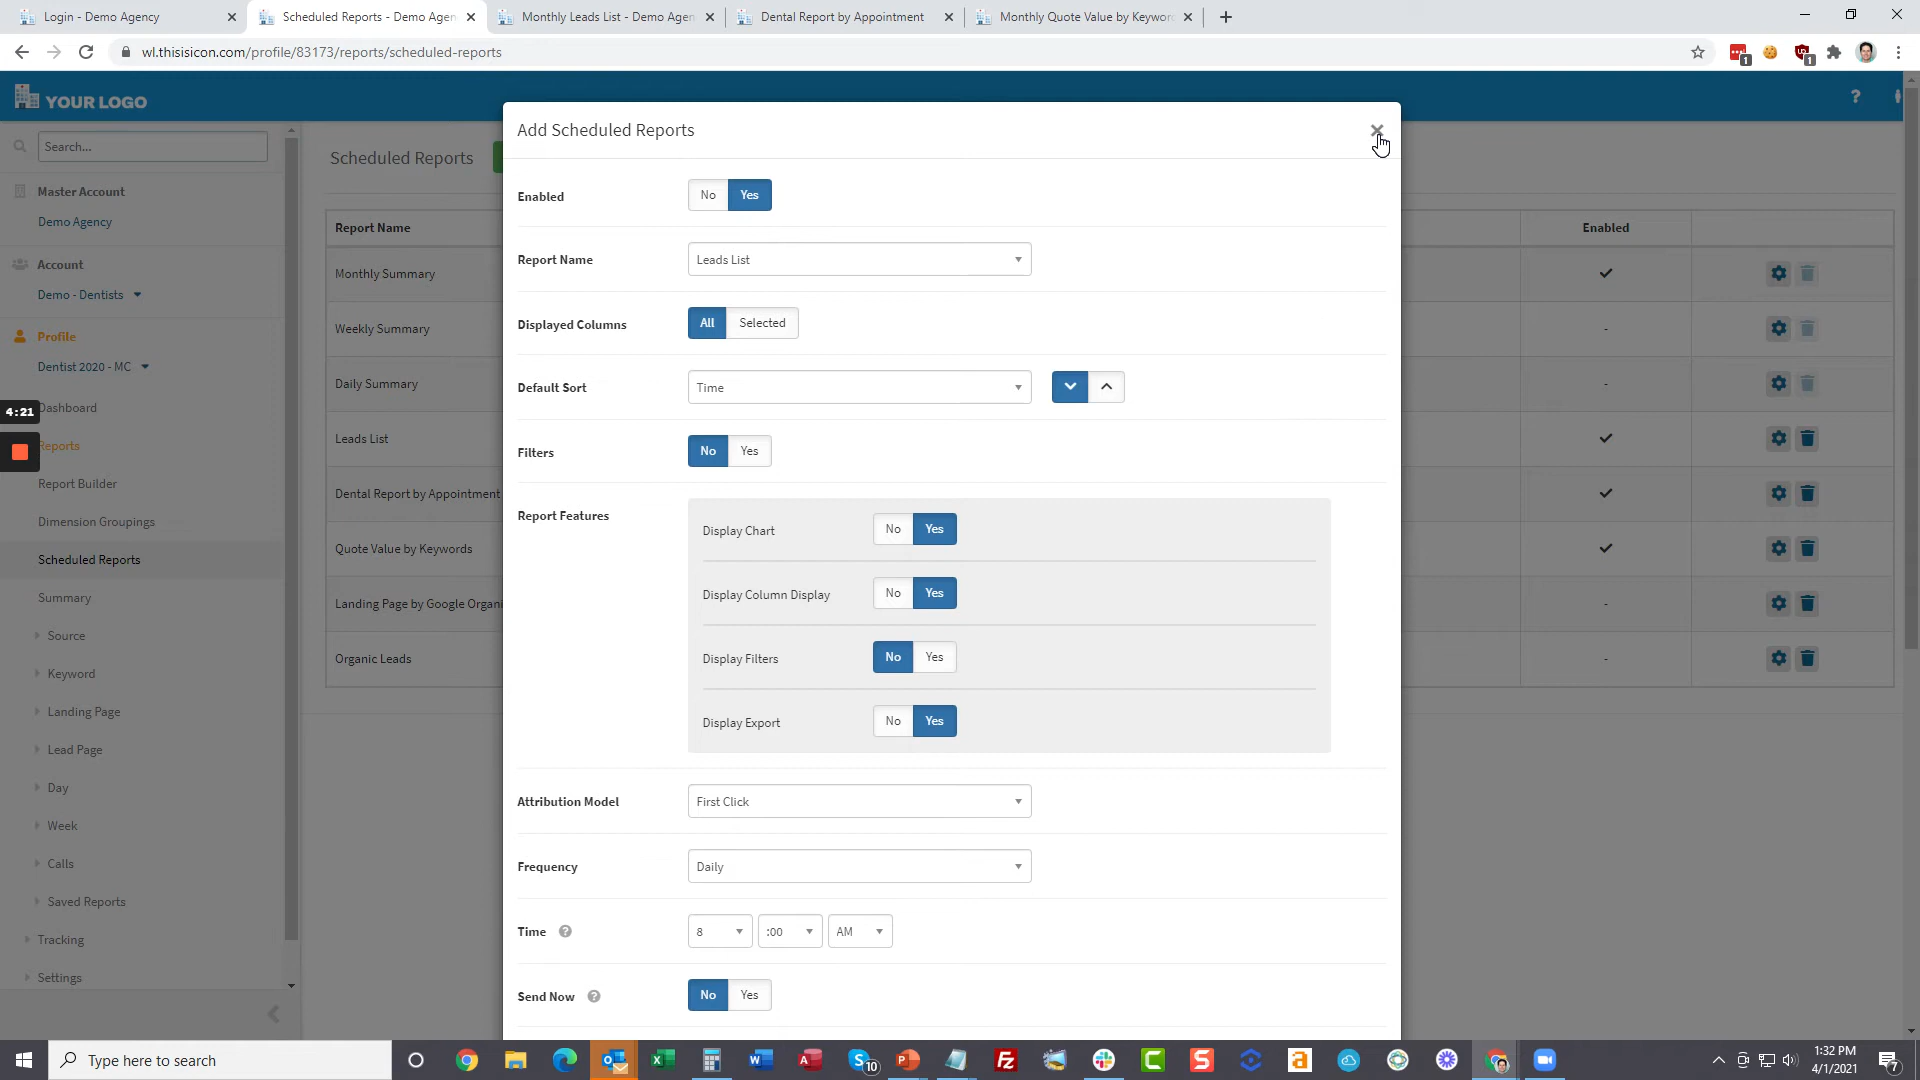 Login - Demo Agency
Scheduled Reports - Demo Agen
Monthly Leads List - Demo Agen
Dental Report by Appointment
Monthly Quote Value by Keywor
wl.thisisicon.com/profile/83173/reports/scheduled-reports
1
1
YOUR LOGO
?
Search...
Master Account
Demo Agency
Account
Demo - Dentists
Profile
Dentist 2020 - MC
4:21
Dashboard
Reports
Report Builder
Dimension Groupings
Scheduled Reports
Summary
Source
Keyword
Landing Page
Lead Page
Day
Week
Calls
Saved Reports
Tracking
Settings
Scheduled Reports
Report Name
Enabled
Monthly Summary
Weekly Summary
-
Daily Summary
-
Leads List
Dental Report by Appointment
Quote Value by Keywords
Landing Page by Google Organi
-
Organic Leads
-
Add Scheduled Reports
Enabled No Yes
Report Name Leads List
Displayed Columns All Selected
Default Sort Time
Filters No Yes
Report Features
Display Chart No Yes
Display Column Display No Yes
Display Filters No Yes
Display Export No Yes
Attribution Model First Click
Frequency Daily
Time ? 8 :00 AM
Send Now ? No Yes
Type here to search
10
1:32 PM
4/1/2021
7